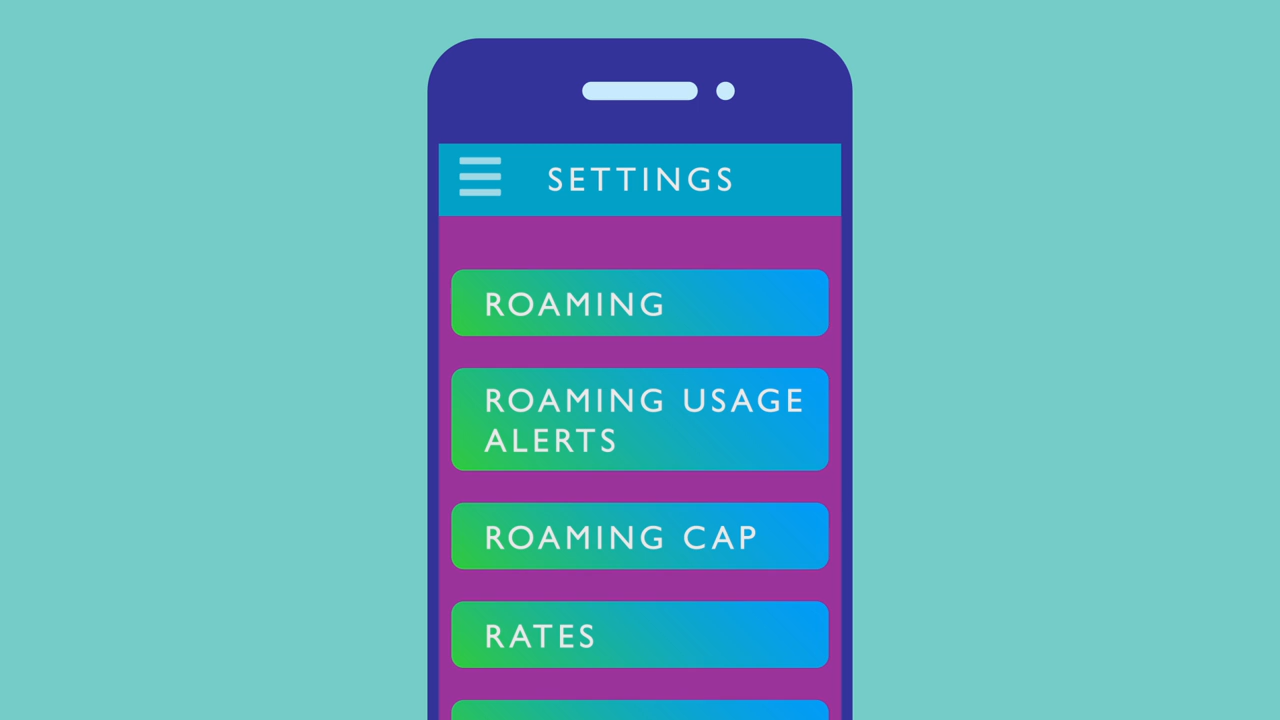 SETTINGS
ROAMING
ROAMING USAGE
ALERTS
ROAMING CAP
RATES